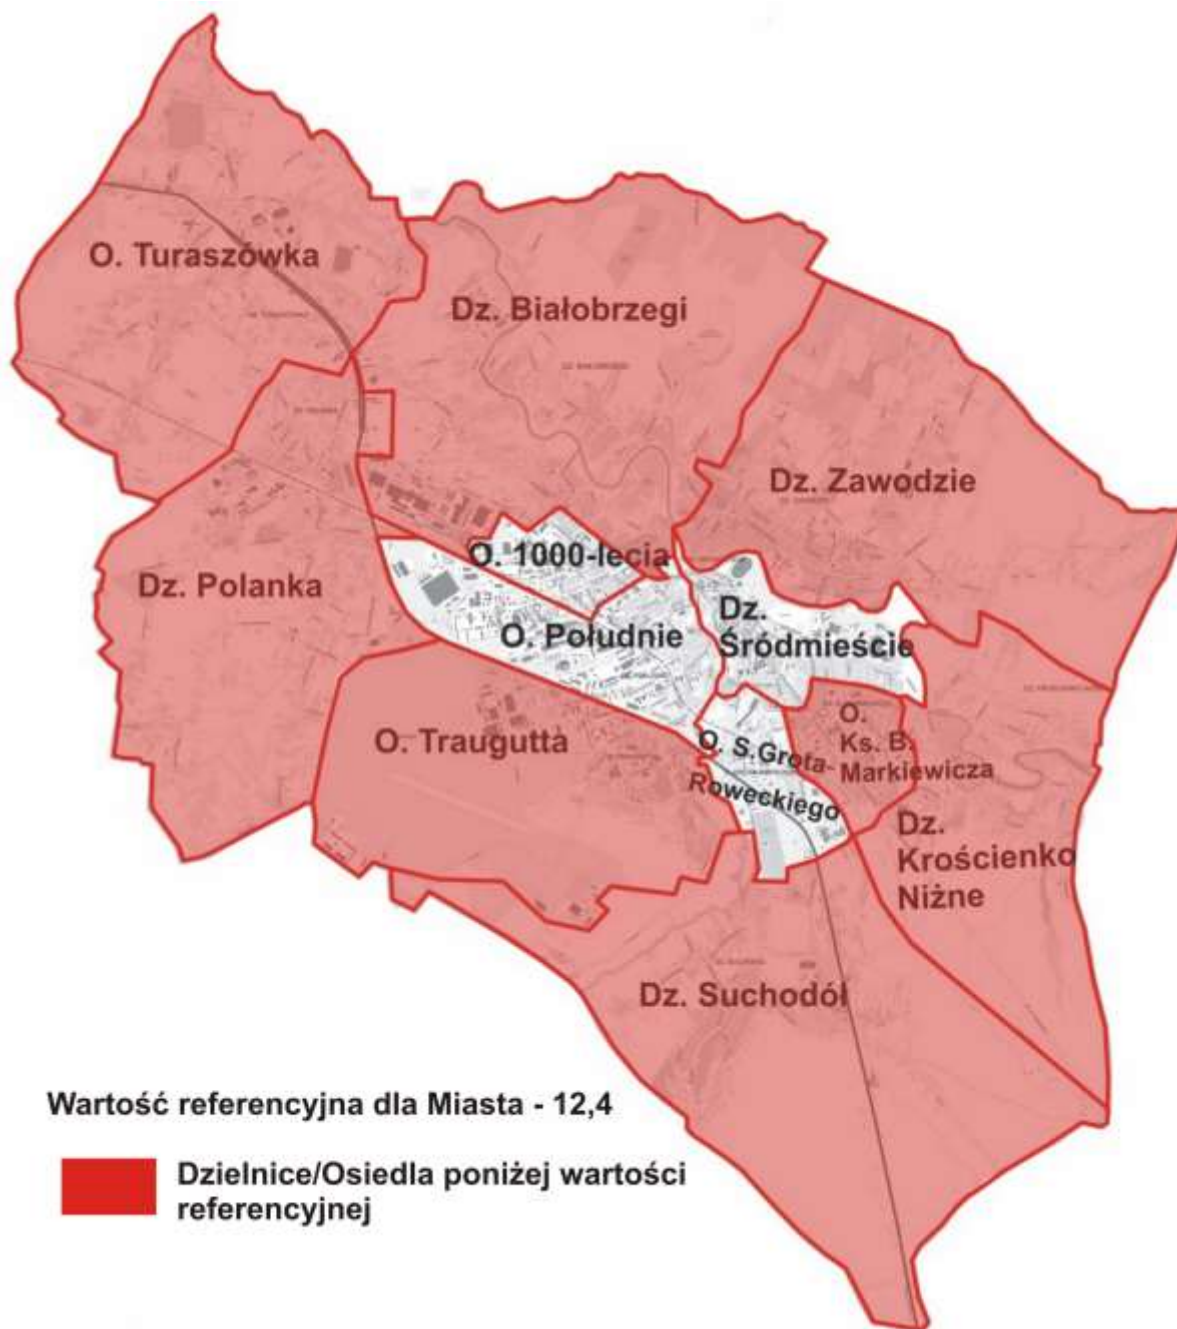 O. Turaszówka
Dz. Białobrzegi
Dz. Zawodzie
O. 1000-lecia
Dz. Polanka
O. Południe
Dz.
Śródmieście
O. Traugutta
O. S.Grota-
Roweckiego
O.
Ks. B.
Markiewicza
Dz.
Krościenko
Niżne
Dz. Suchodół
Wartość referencyjna dla Miasta - 12,4
Dzielnice/Osiedla poniżej wartości
referencyjnej